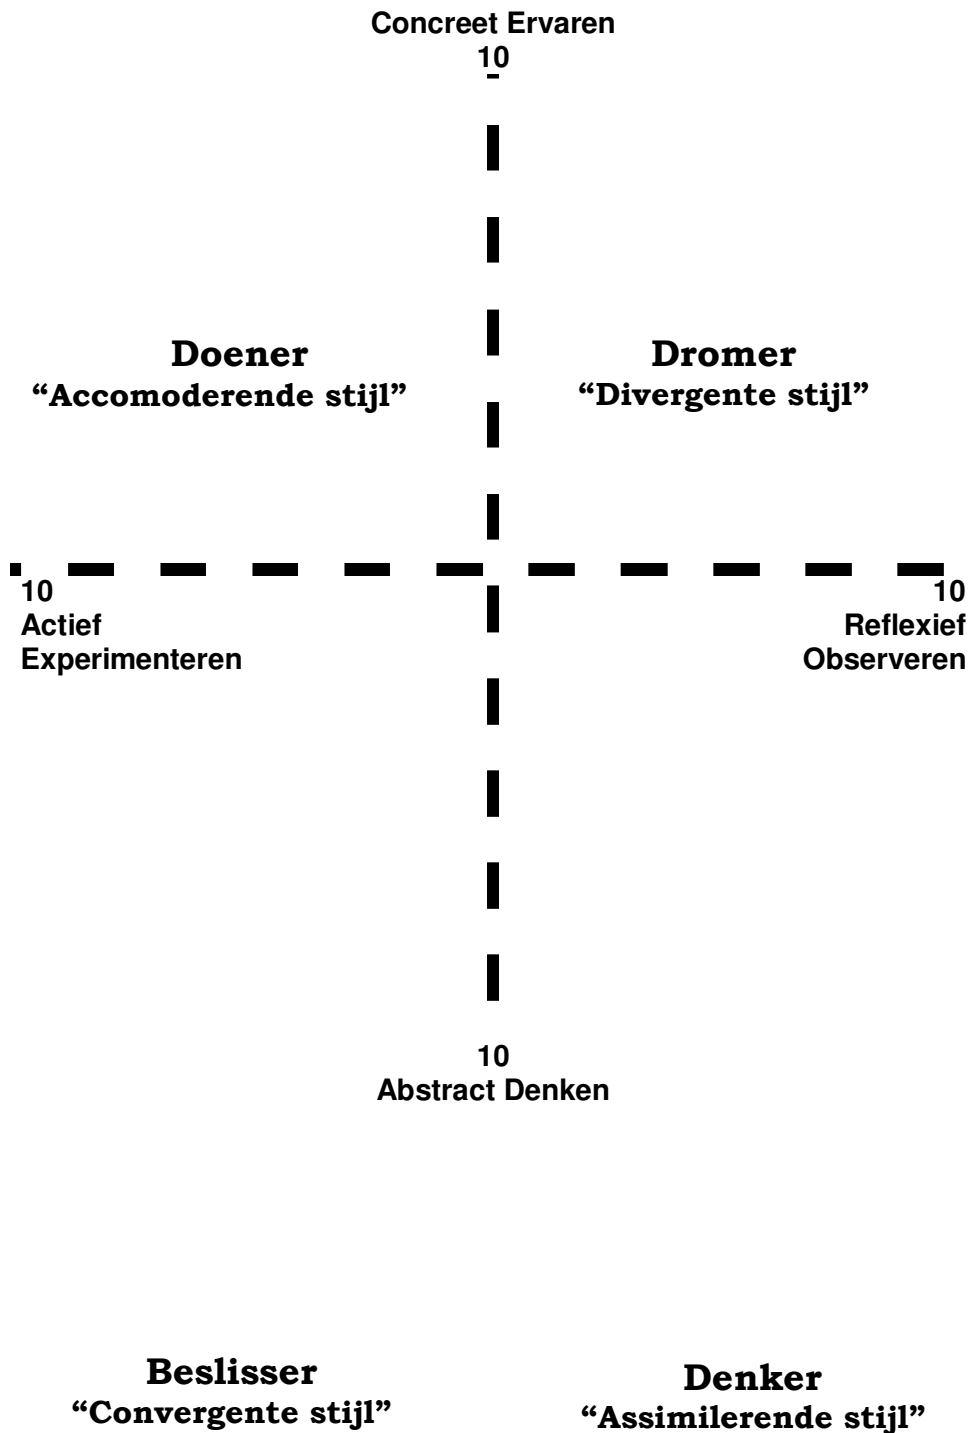 Concreet Ervaren
10
Doener
“Accomoderende stijl”
Dromer
“Divergente stijl”
10
Actief
Experimenteren
10
Reflexief
Observeren
10
Abstract Denken
Beslisser
“Convergente stijl”
Denker
“Assimilerende stijl”